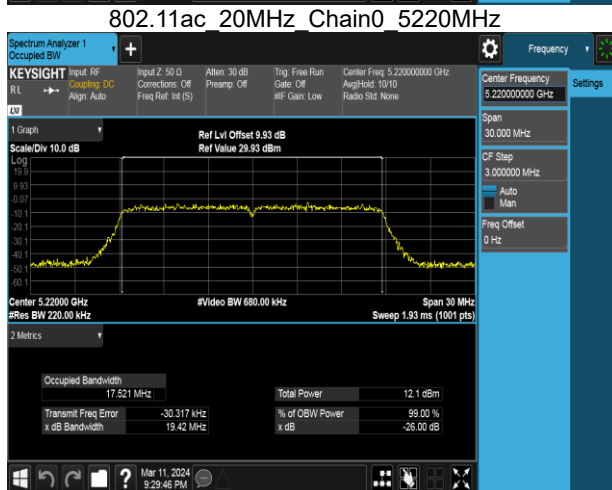 802.11ac_20MHz_Chain0_5220MHz
Spectrum Analyzer 1
Occupied BW
+
Frequency
KEYSIGHT
RL
LXI
Input: RF
Coupling: DC
Align: Auto
Input Z: 50 Ω
Corrections: Off
Freq Ref: Int (S)
Atten: 30 dB
Preamp: Off
Trig: Free Run
Gate: Off
#IF Gain: Low
Center Freq: 5.220000000 GHz
Avg|Hold: 10/10
Radio Std: None
Center Frequency
5.220000000 GHz
Settings
Span
30.000 MHz
CF Step
3.000000 MHz
Auto
Man
Freq Offset
0 Hz
1 Graph
Scale/Div 10.0 dB
Ref Lvl Offset 9.93 dB
Ref Value 29.93 dBm
Log
19.9
9.93
-0.07
-10.1
-20.1
-30.1
-40.1
-50.1
-60.1
Center 5.22000 GHz
#Video BW 680.00 kHz
Span 30 MHz
#Res BW 220.00 kHz
Sweep 1.93 ms (1001 pts)
2 Metrics
Occupied Bandwidth
17.521 MHz
Total Power 12.1 dBm
Transmit Freq Error -30.317 kHz
% of OBW Power 99.00 %
x dB Bandwidth 19.42 MHz
x dB -26.00 dB
?
Mar 11, 2024
9:29:46 PM